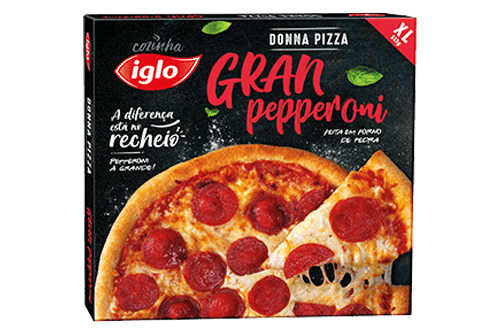 cozinha
iglo
DONNA PIZZA
XL
GRAN
pepperoni
FEITA EM FORNO
DE PEDRA
A diferença
está no
recheio
PEPPERONI
À GRANDE!
DONNA PIZZA
GRAN pepperoni